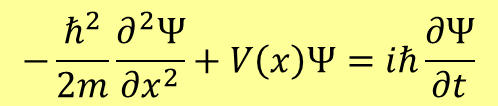 −ħ²/2m ∂²Ψ/∂x² + V(x)Ψ = iħ ∂Ψ/∂t